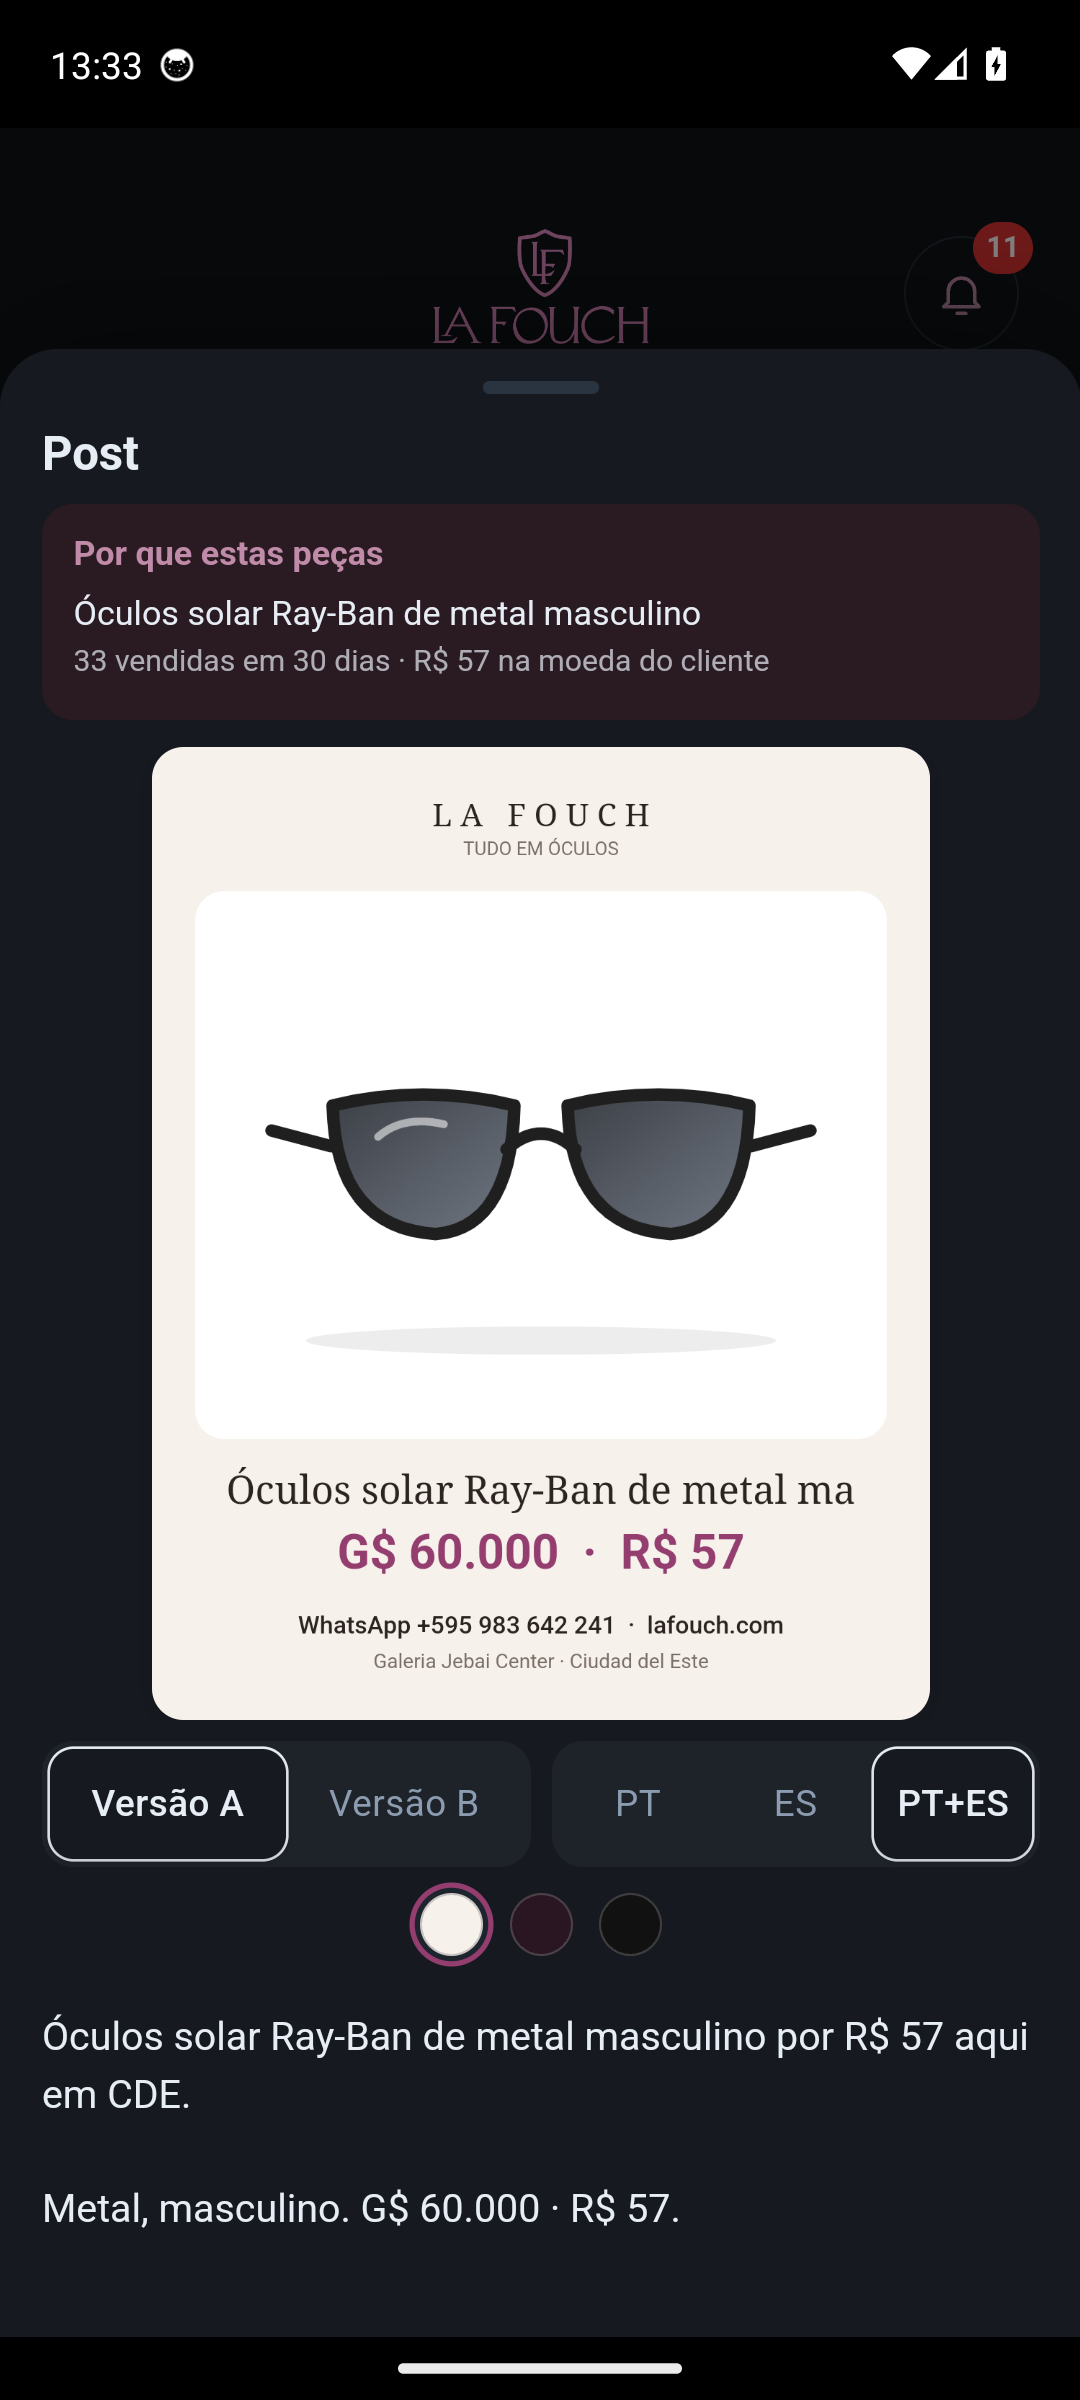 13:33
11
LF
LA FOUCH
Post
Por que estas peças
Óculos solar Ray-Ban de metal masculino
33 vendidas em 30 dias · R$ 57 na moeda do cliente
LA FOUCH
TUDO EM ÓCULOS
Óculos solar Ray-Ban de metal ma
G$ 60.000 · R$ 57
WhatsApp +595 983 642 241 · lafouch.com
Galeria Jebai Center · Ciudad del Este
Versão A Versão B PT ES PT+ES
Óculos solar Ray-Ban de metal masculino por R$ 57 aqui
em CDE.
Metal, masculino. G$ 60.000 · R$ 57.